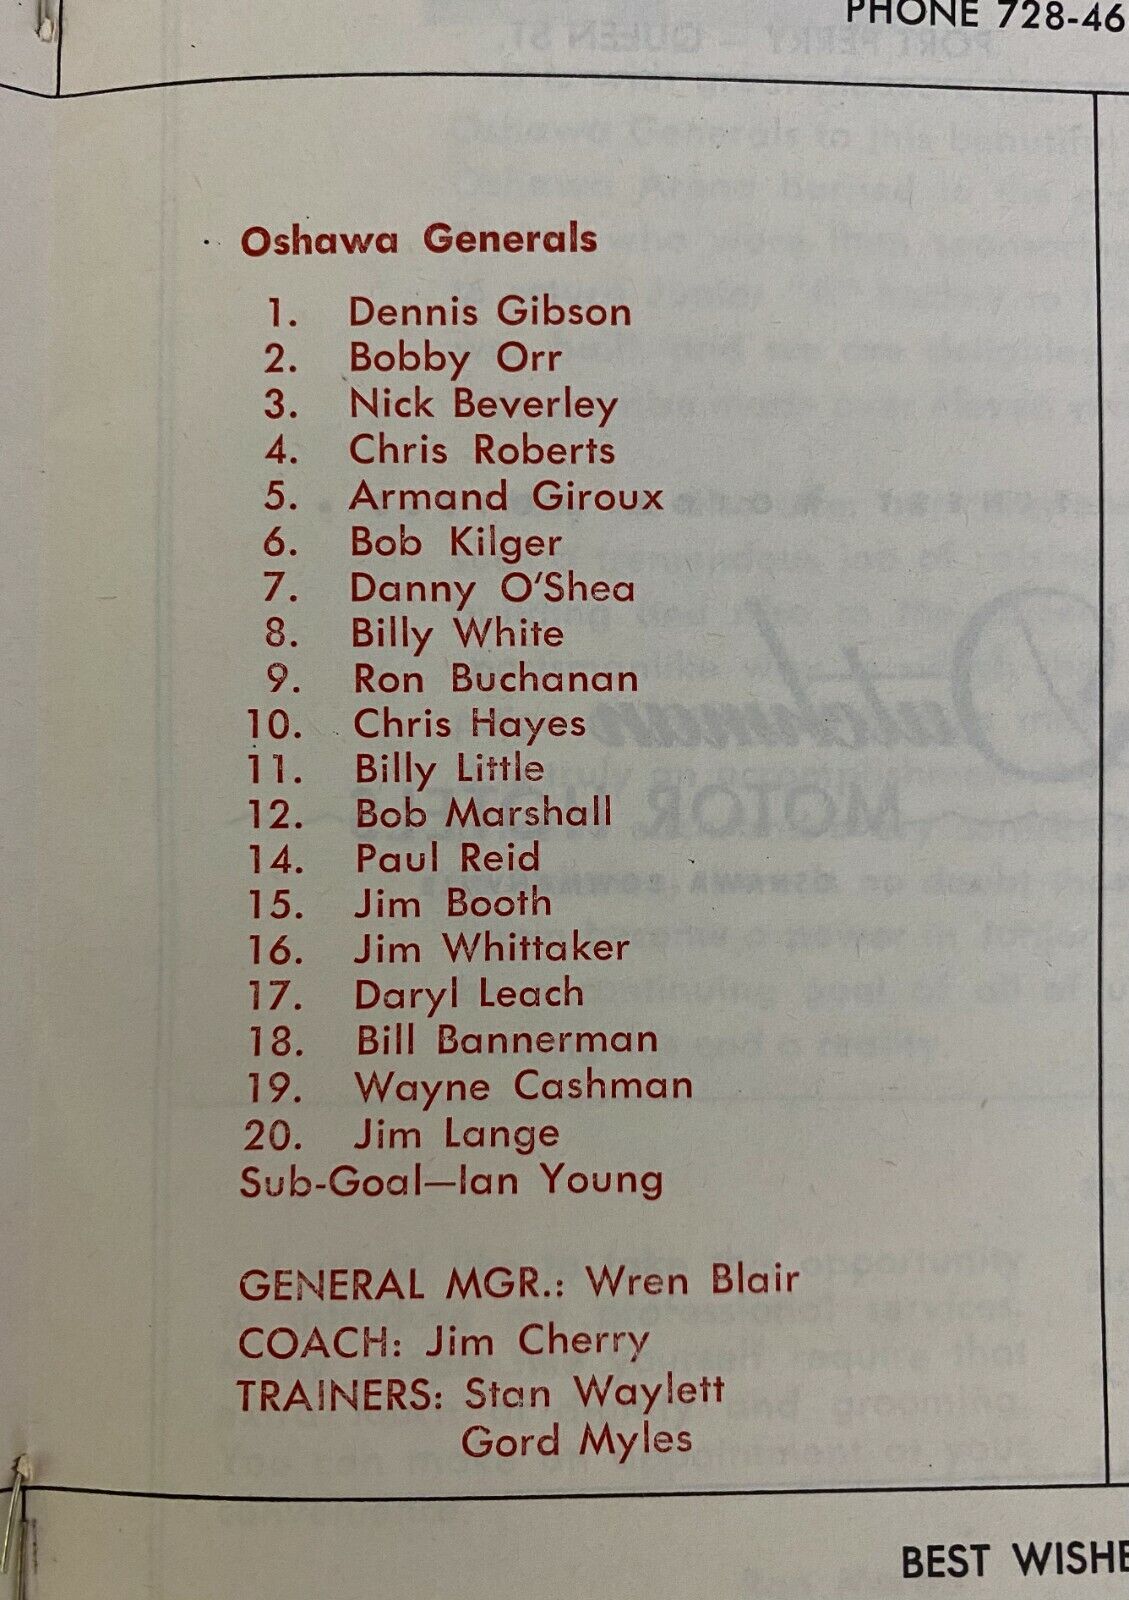 PHONE 728-46
Oshawa Generals
1. Dennis Gibson
2. Bobby Orr
3. Nick Beverley
4. Chris Roberts
5. Armand Giroux
6. Bob Kilger
7. Danny O'Shea
8. Billy White
9. Ron Buchanan
10. Chris Hayes
11. Billy Little
12. Bob Marshall
14. Paul Reid
15. Jim Booth
16. Jim Whittaker
17. Daryl Leach
18. Bill Bannerman
19. Wayne Cashman
20. Jim Lange
Sub-Goal—Ian Young
GENERAL MGR.: Wren Blair
COACH: Jim Cherry
TRAINERS: Stan Waylett
Gord Myles
BEST WISHE